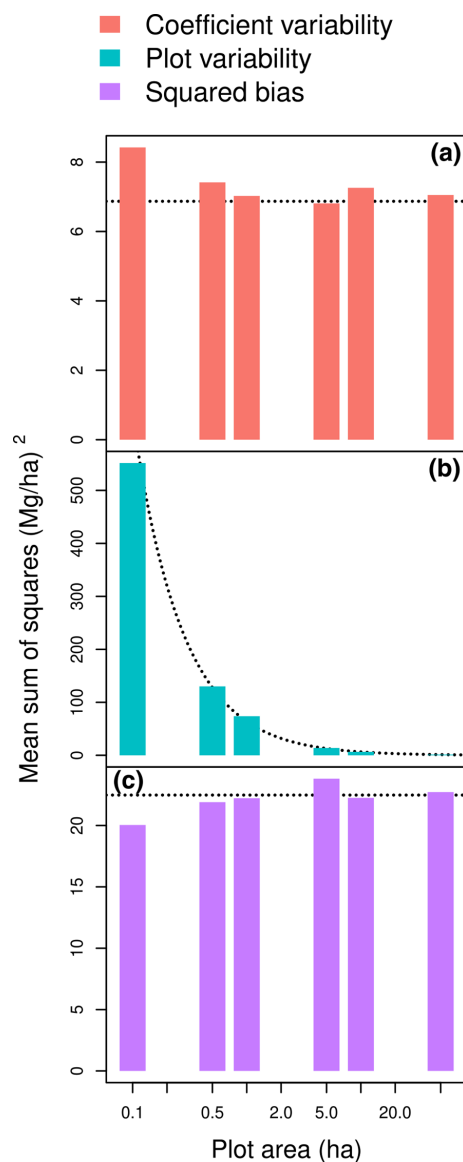 Coefficient variability
Plot variability
Squared bias
(a)
8
6
4
2
0
(b)
500
400
300
200
100
0
(c)
20
15
10
5
0
Mean sum of squares (Mg/ha) ²
0.1 0.5 2.0 5.0 20.0
Plot area (ha)